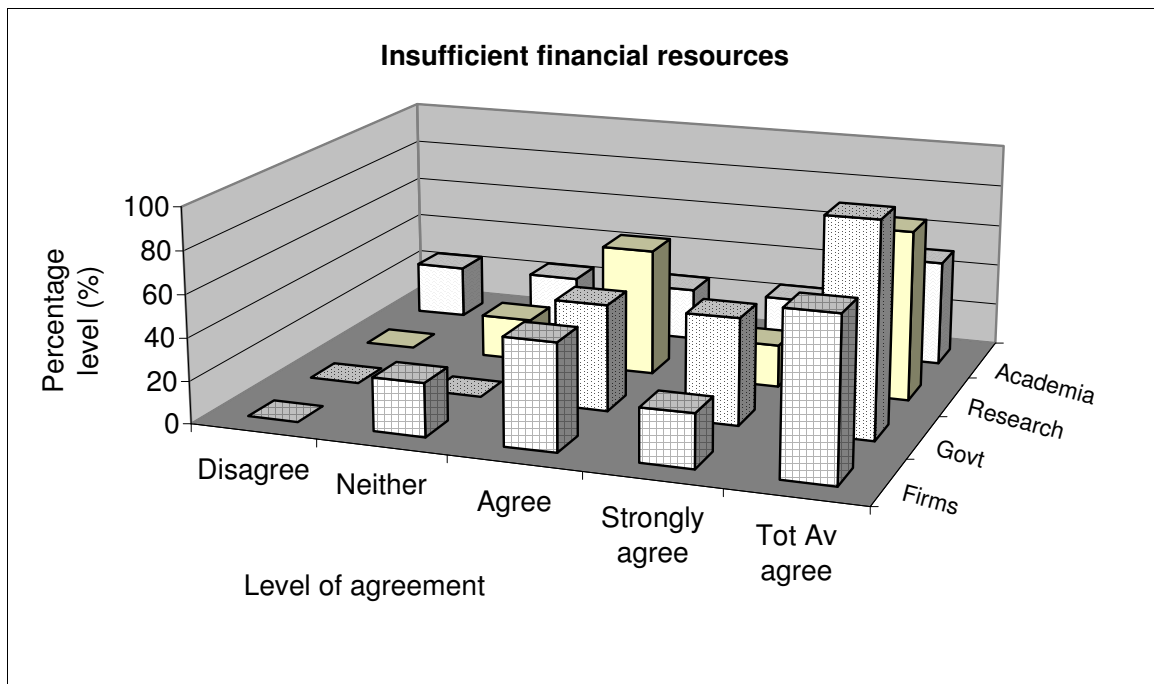 Insufficient financial resources
Percentage
level (%)
100
80
60
40
20
0
Disagree
Neither
Agree
Strongly
agree
Tot Av
agree
Academia
Research
Govt
Firms
Level of agreement